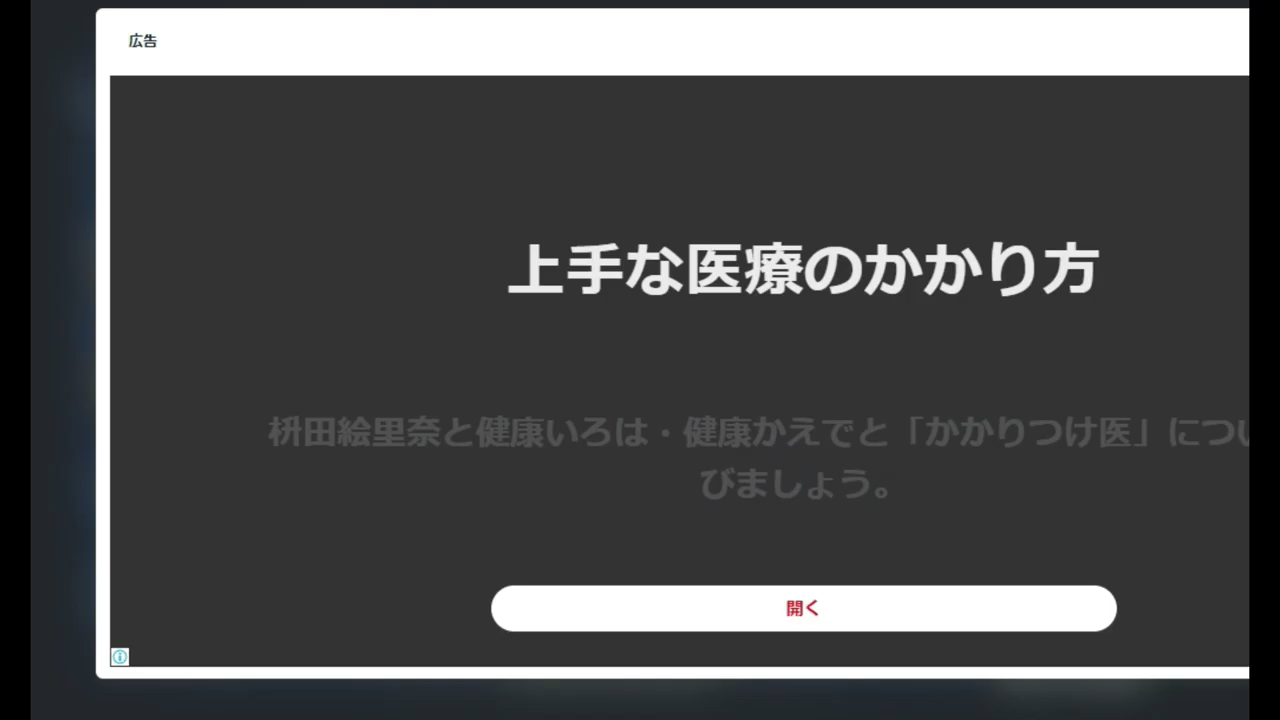 広告
上手な医療のかかり方
枡田絵里奈と健康いろは・健康かえでと「かかりつけ医」につい
びましょう。
開く